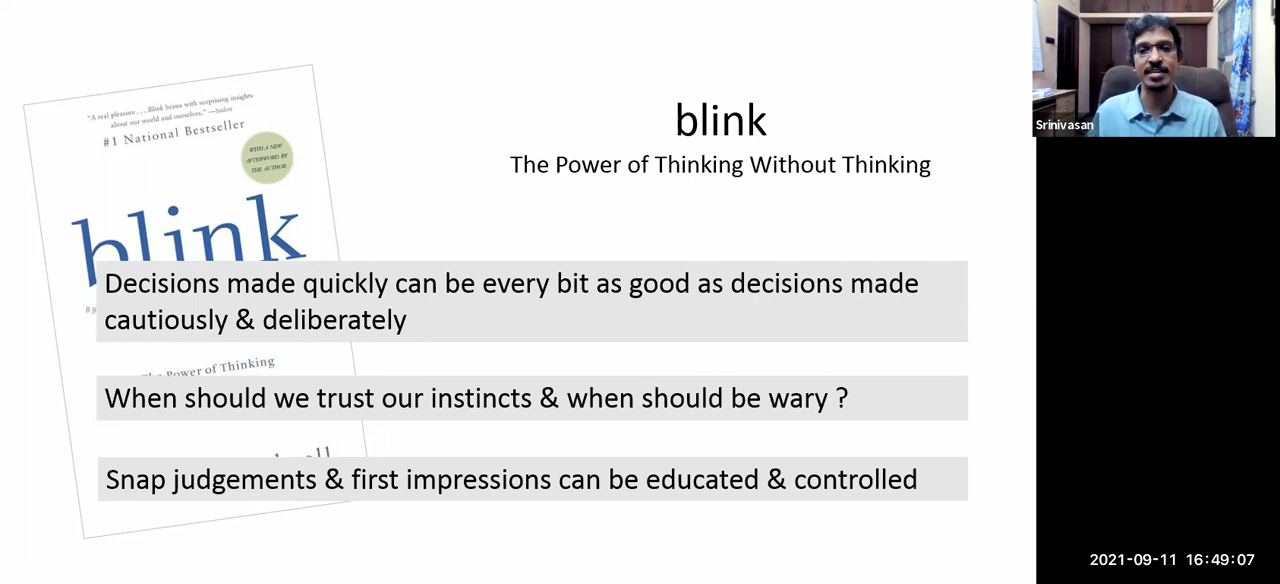 "A real pleasure . . . Blink brims with surprising insights
about our world and ourselves." —Salon
#1 National Bestseller
WITH A NEW
AFTERWORD BY
THE AUTHOR
blink
The Power of Thinking
blink
The Power of Thinking Without Thinking
Decisions made quickly can be every bit as good as decisions made
cautiously & deliberately
When should we trust our instincts & when should be wary ?
Snap judgements & first impressions can be educated & controlled
Srinivasan
2021-09-11 16:49:07